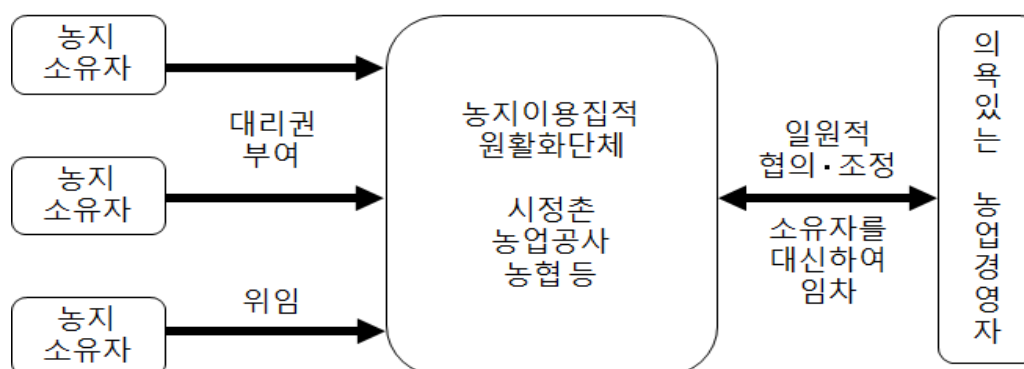 농지
소유자
대리권
부여
농지
소유자
위임
농지
소유자
농지이용집적
원활화단체
시정촌
농업공사
농협 등
일원적
협의·조정
소유자를
대신하여
임차
의욕있는 농업경영자